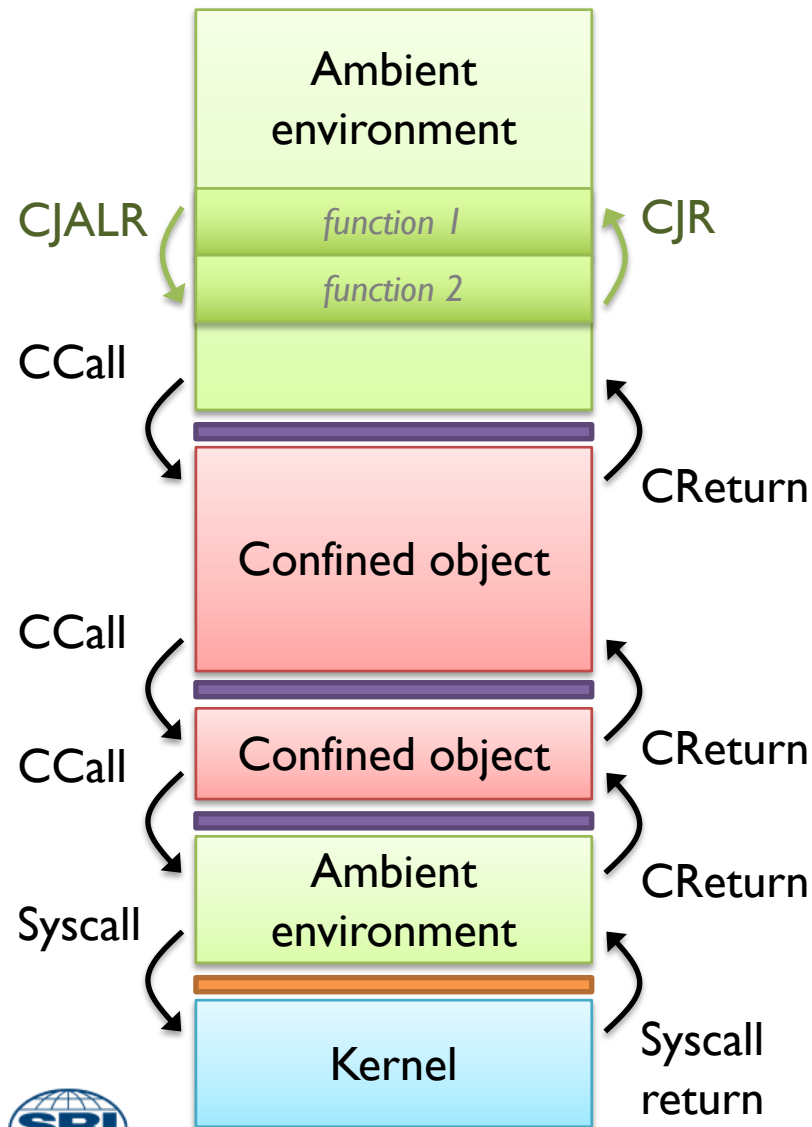 Ambient
environment
CJALR
function 1
CJR
function 2
CCall
CReturn
Confined object
CCall
CReturn
Confined object
CCall
CReturn
Ambient
environment
Syscall
Kernel
Syscall
return
SRI